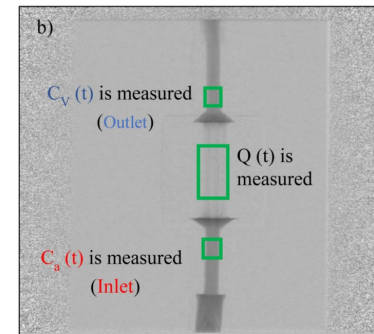 b)
C_V (t) is measured
(Outlet)
Q (t) is
measured
C_a (t) is measured
(Inlet)